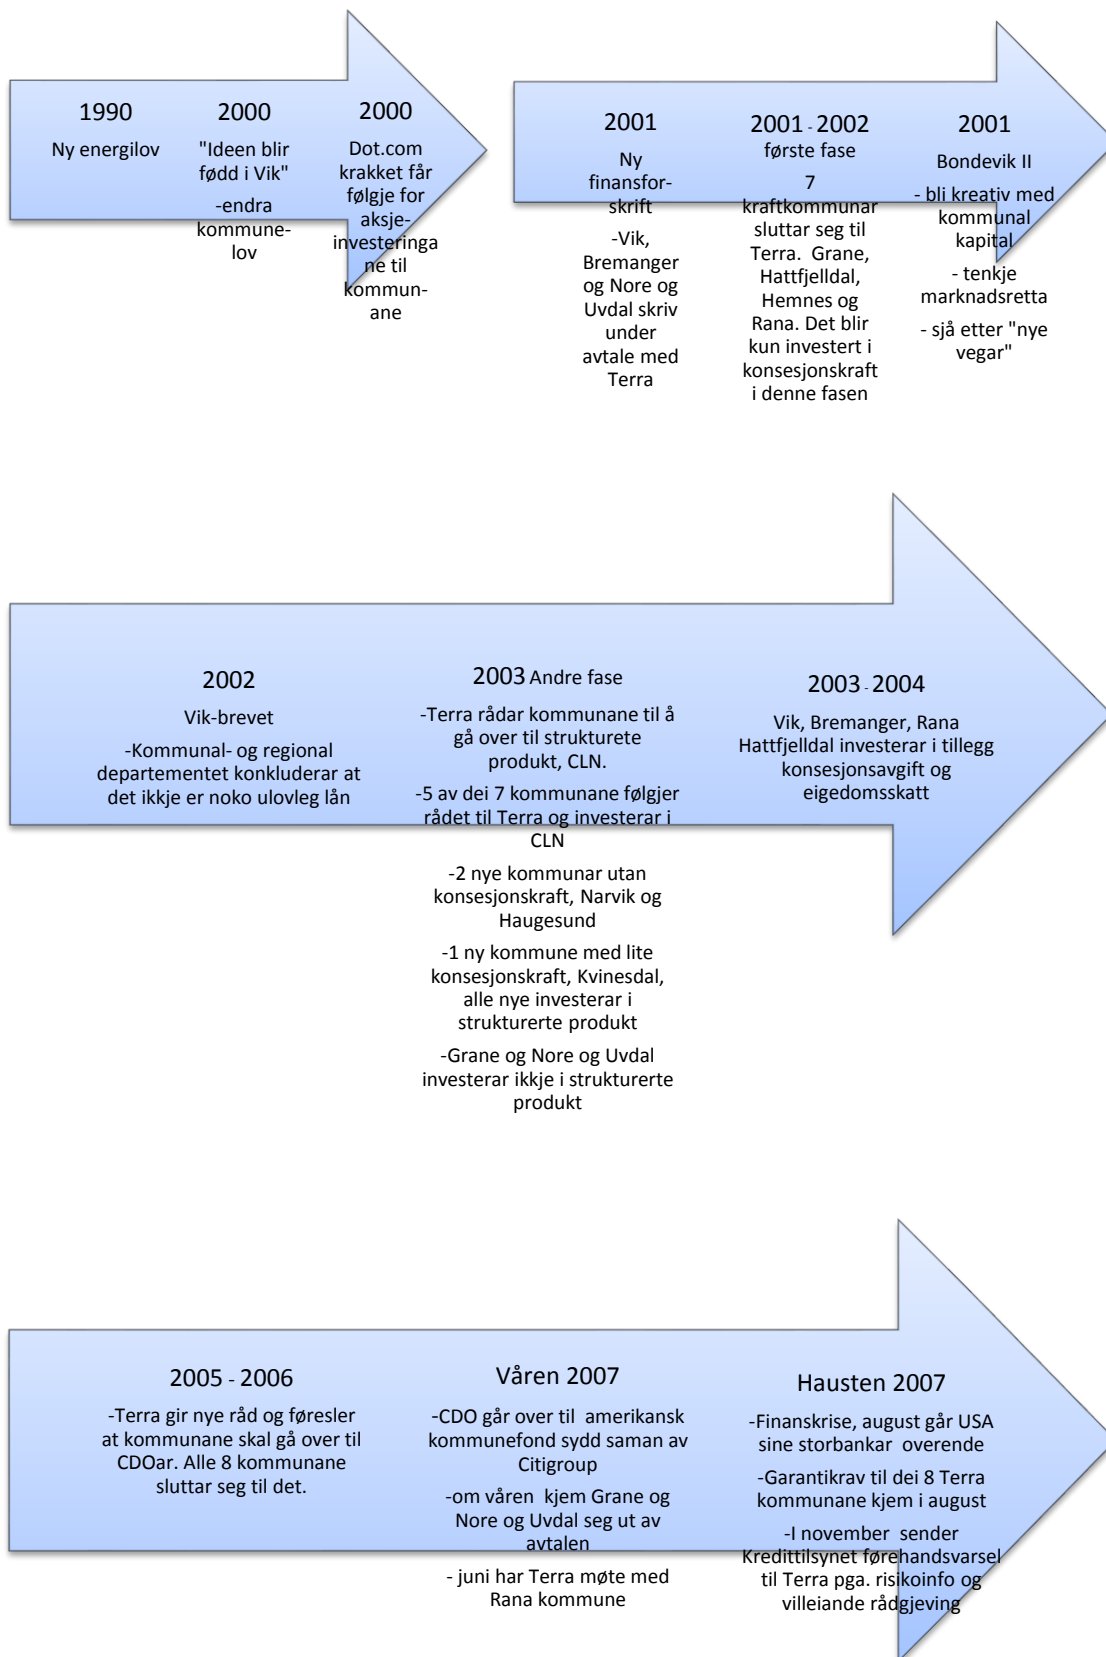 1990
Ny energilov
2000
"Ideen blir
fødd i Vik"
-endra
kommune-
lov
2000
Dot.com
krakket får
følgje for
aksje-
investeringa
ne til
kommun-
ane
2001
Ny
finansfor-
skrift
-Vik,
Bremanger
og Nore og
Uvdal skriv
under
avtale med
Terra
2001 - 2002
første fase
7
kraftkommunar
sluttar seg til
Terra. Grane,
Hattfjelldal,
Hemnes og
Rana. Det blir
kun investert i
konsesjonskraft
i denne fasen
2001
Bondevik II
- bli kreativ med
kommunal
kapital
- tenkje
marknadsretta
- sjå etter "nye
vegar"
2002
Vik-brevet
-Kommunal- og regional
departementet konkluderar at
det ikkje er noko ulovleg lån
2003 Andre fase
-Terra rådar kommunane til å
gå over til strukturete
produkt, CLN.
-5 av dei 7 kommunane følgjer
rådet til Terra og investerar i
CLN
-2 nye kommunar utan
konsesjonskraft, Narvik og
Haugesund
-1 ny kommune med lite
konsesjonskraft, Kvinesdal,
alle nye investerar i
strukturerte produkt
-Grane og Nore og Uvdal
investerar ikkje i strukturerte
produkt
2003 - 2004
Vik, Bremanger, Rana
Hattfjelldal investerar i tillegg
konsesjonsavgift og
eigedomsskatt
2005 - 2006
-Terra gir nye råd og føresler
at kommunane skal gå over til
CDOar. Alle 8 kommunane
sluttar seg til det.
Våren 2007
-CDO går over til amerikansk
kommunefond sydd saman av
Citigroup
-om våren kjem Grane og
Nore og Uvdal seg ut av
avtalen
- juni har Terra møte med
Rana kommune
Hausten 2007
-Finanskrise, august går USA
sine storbankar overende
-Garantikrav til dei 8 Terra
kommunane kjem i august
-I november sender
Kredittilsynet førehandsvarsel
til Terra pga. risikoinfo og
villeiande rådgjeving